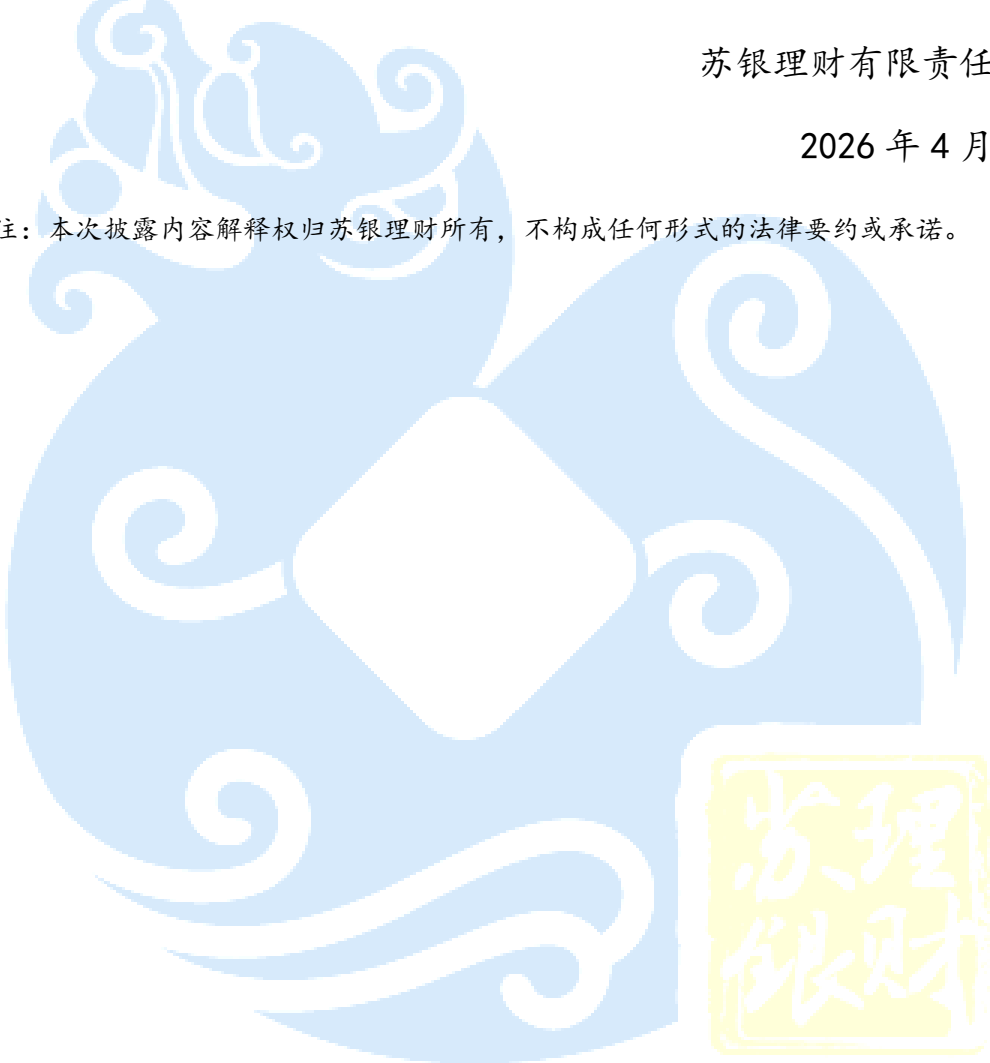 苏银理财有限责任
2026 年 4 月
注：本次披露内容解释权归苏银理财所有，不构成任何形式的法律要约或承诺。
苏理
银财